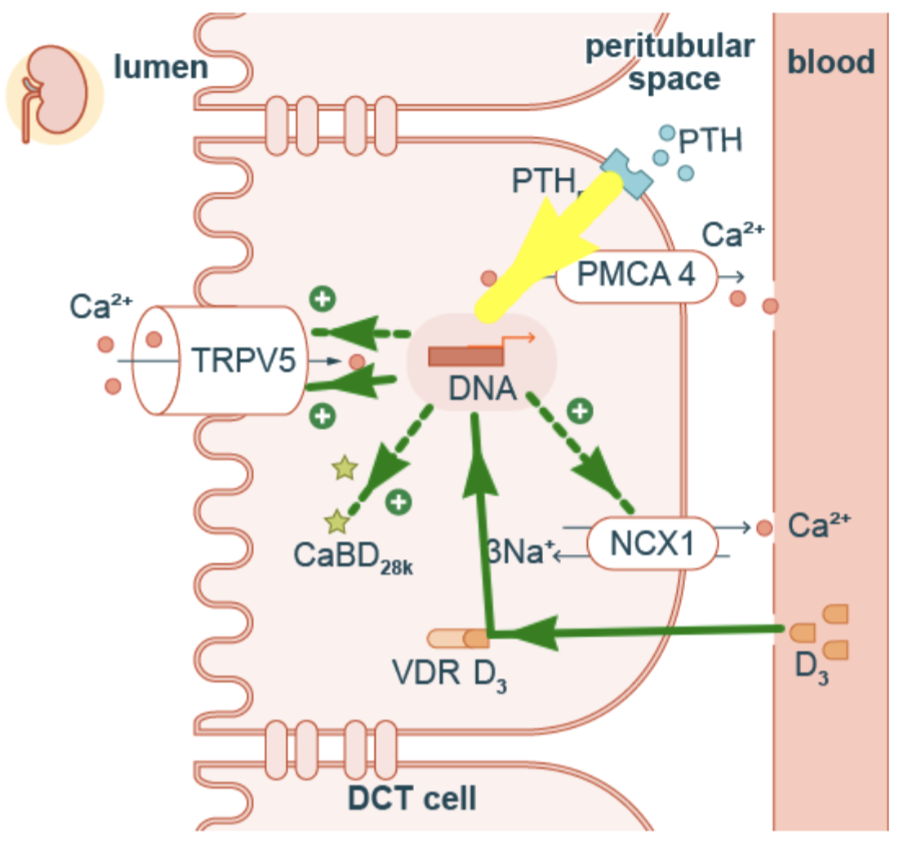 lumen
peritubular
space
blood
PTH
PTH
Ca²⁺
PMCA 4
Ca²⁺
TRPV5
DNA
CaBD₂₈ₖ
3Na⁺
NCX1
Ca²⁺
VDR D₃
D₃
DCT cell